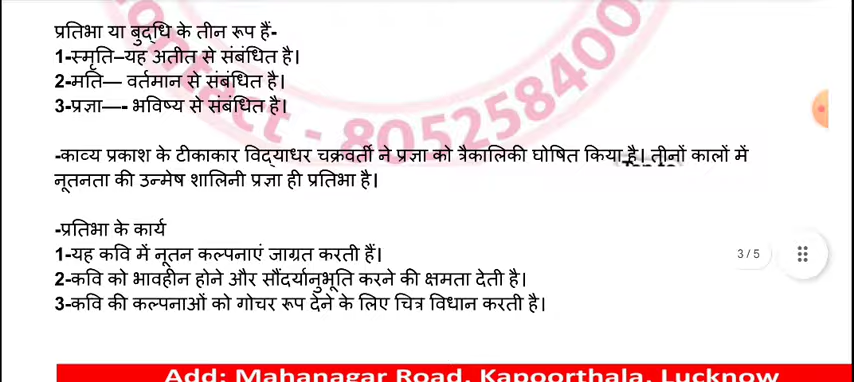 प्रतिभा या बुद्धि के तीन रूप हैं-
1-स्मृति–यह अतीत से संबंधित है।
2-मति— वर्तमान से संबंधित है।
3-प्रज्ञा—- भविष्य से संबंधित है।
-काव्य प्रकाश के टीकाकार विद्याधर चक्रवर्ती ने प्रज्ञा को त्रैकालिकी घोषित किया है। तीनों कालों में
नूतनता की उन्मेष शालिनी प्रज्ञा ही प्रतिभा है।
-प्रतिभा के कार्य
1-यह कवि में नूतन कल्पनाएं जाग्रत करती हैं।
3 / 5
2-कवि को भावहीन होने और सौंदर्यानुभूति करने की क्षमता देती है।
3-कवि की कल्पनाओं को गोचर रूप देने के लिए चित्र विधान करती है।
Add: Mahanagar Road, Kapoorthala, Lucknow